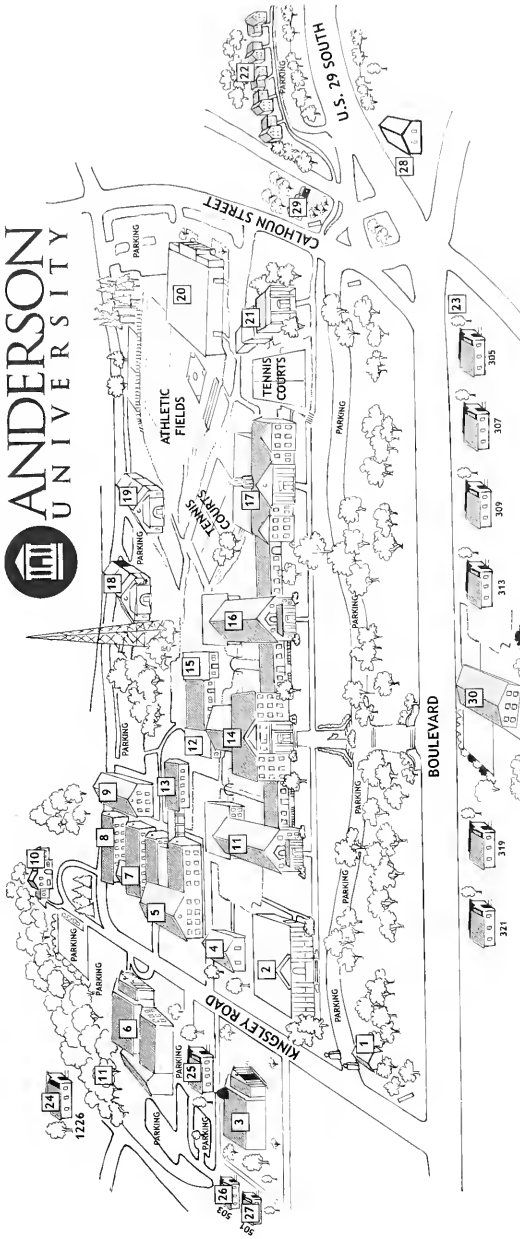 ANDERSON
UNIVERSITY
PARKING
22
PARKING
U.S. 29 SOUTH
28
29
CALHOUN STREET
20
21
ATHLETIC
FIELDS
TENNIS
COURTS
TENNIS
COURTS
PARKING
19
PARKING
18
17
16
15
14
12
13
PARKING
9
8
7
5
11
10
PARKING
4
2
KINGSLEY ROAD
6
11
24
1226
PARKING
25
PARKING
PARKING
3
26
503
27
501
1
PARKING
PARKING
PARKING
PARKING
PARKING
BOULEVARD
23
305
307
309
313
30
319
321